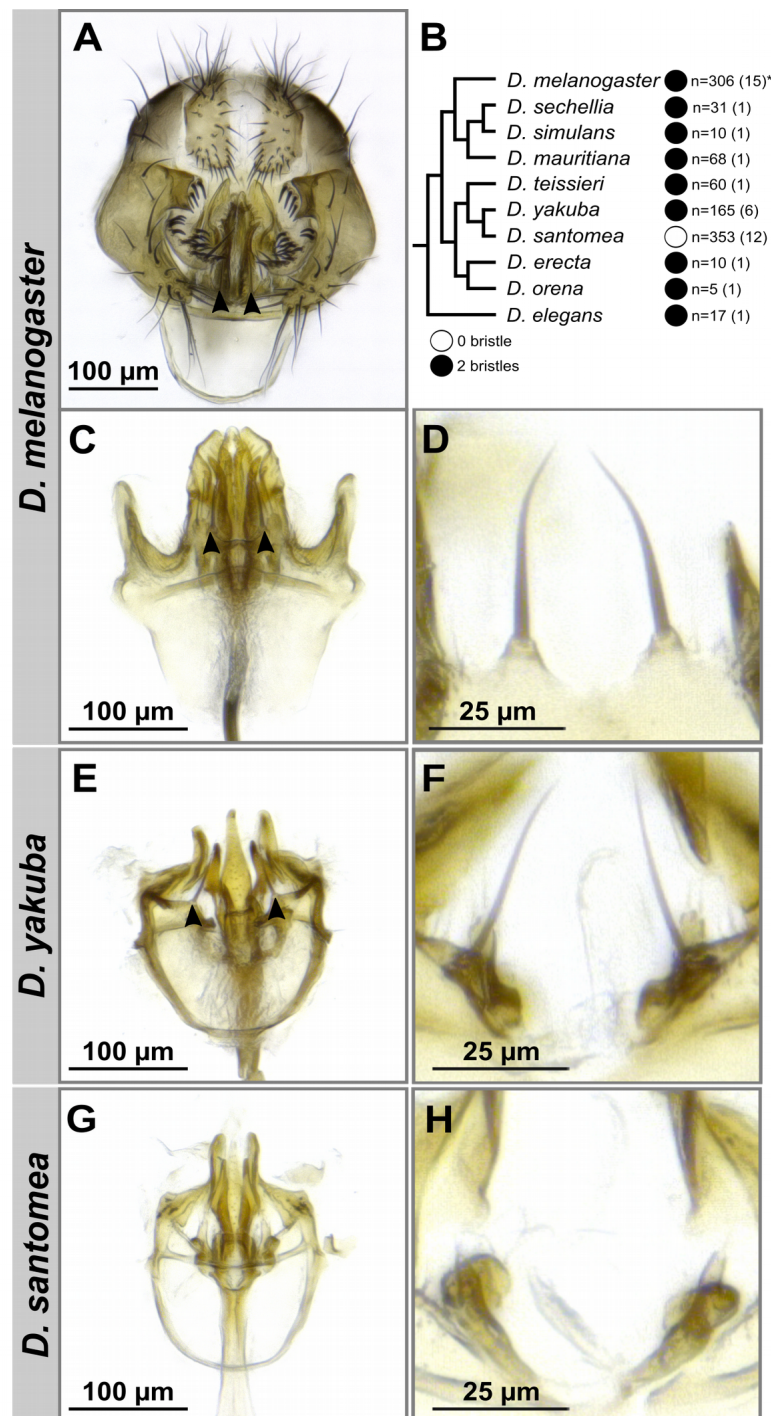 D. melanogaster
A
100 µm
B
D. melanogaster n=306 (15)*
D. sechellia n=31 (1)
D. simulans n=10 (1)
D. mauritiana n=68 (1)
D. teissieri n=60 (1)
D. yakuba n=165 (6)
D. santomea n=353 (12)
D. erecta n=10 (1)
D. orena n=5 (1)
D. elegans n=17 (1)
0 bristle
2 bristles
C
100 µm
D
25 µm
D. yakuba
E
100 µm
F
25 µm
D. santomea
G
100 µm
H
25 µm